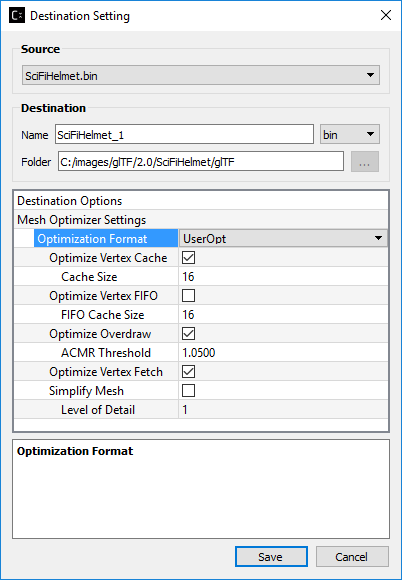 Destination Setting
Source
SciFiHelmet.bin
Destination
Name SciFiHelmet_1 bin
Folder C:/images/glTF/2.0/SciFiHelmet/glTF ...
Destination Options
Mesh Optimizer Settings
Optimization Format UserOpt
Optimize Vertex Cache
Cache Size 16
Optimize Vertex FIFO
FIFO Cache Size 16
Optimize Overdraw
ACMR Threshold 1.0500
Optimize Vertex Fetch
Simplify Mesh
Level of Detail 1
Optimization Format
Save Cancel